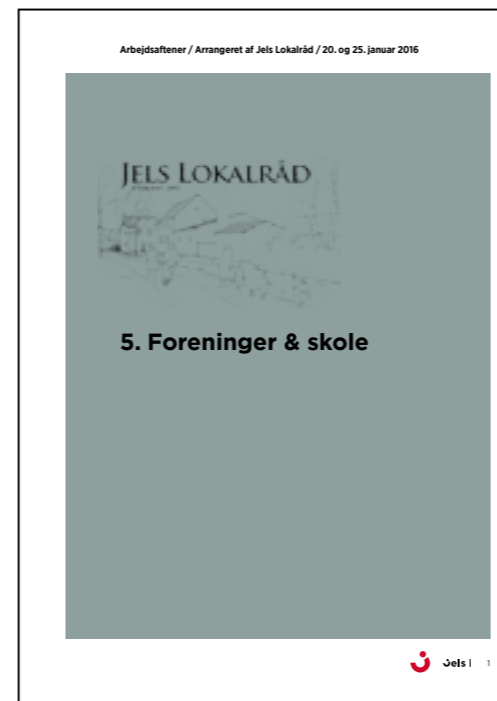 Arbejdsaftener / Arrangeret af Jels Lokalråd / 20. og 25. januar 2016
JELS LOKALRÅD
5. Foreninger & skole
Jels | 1